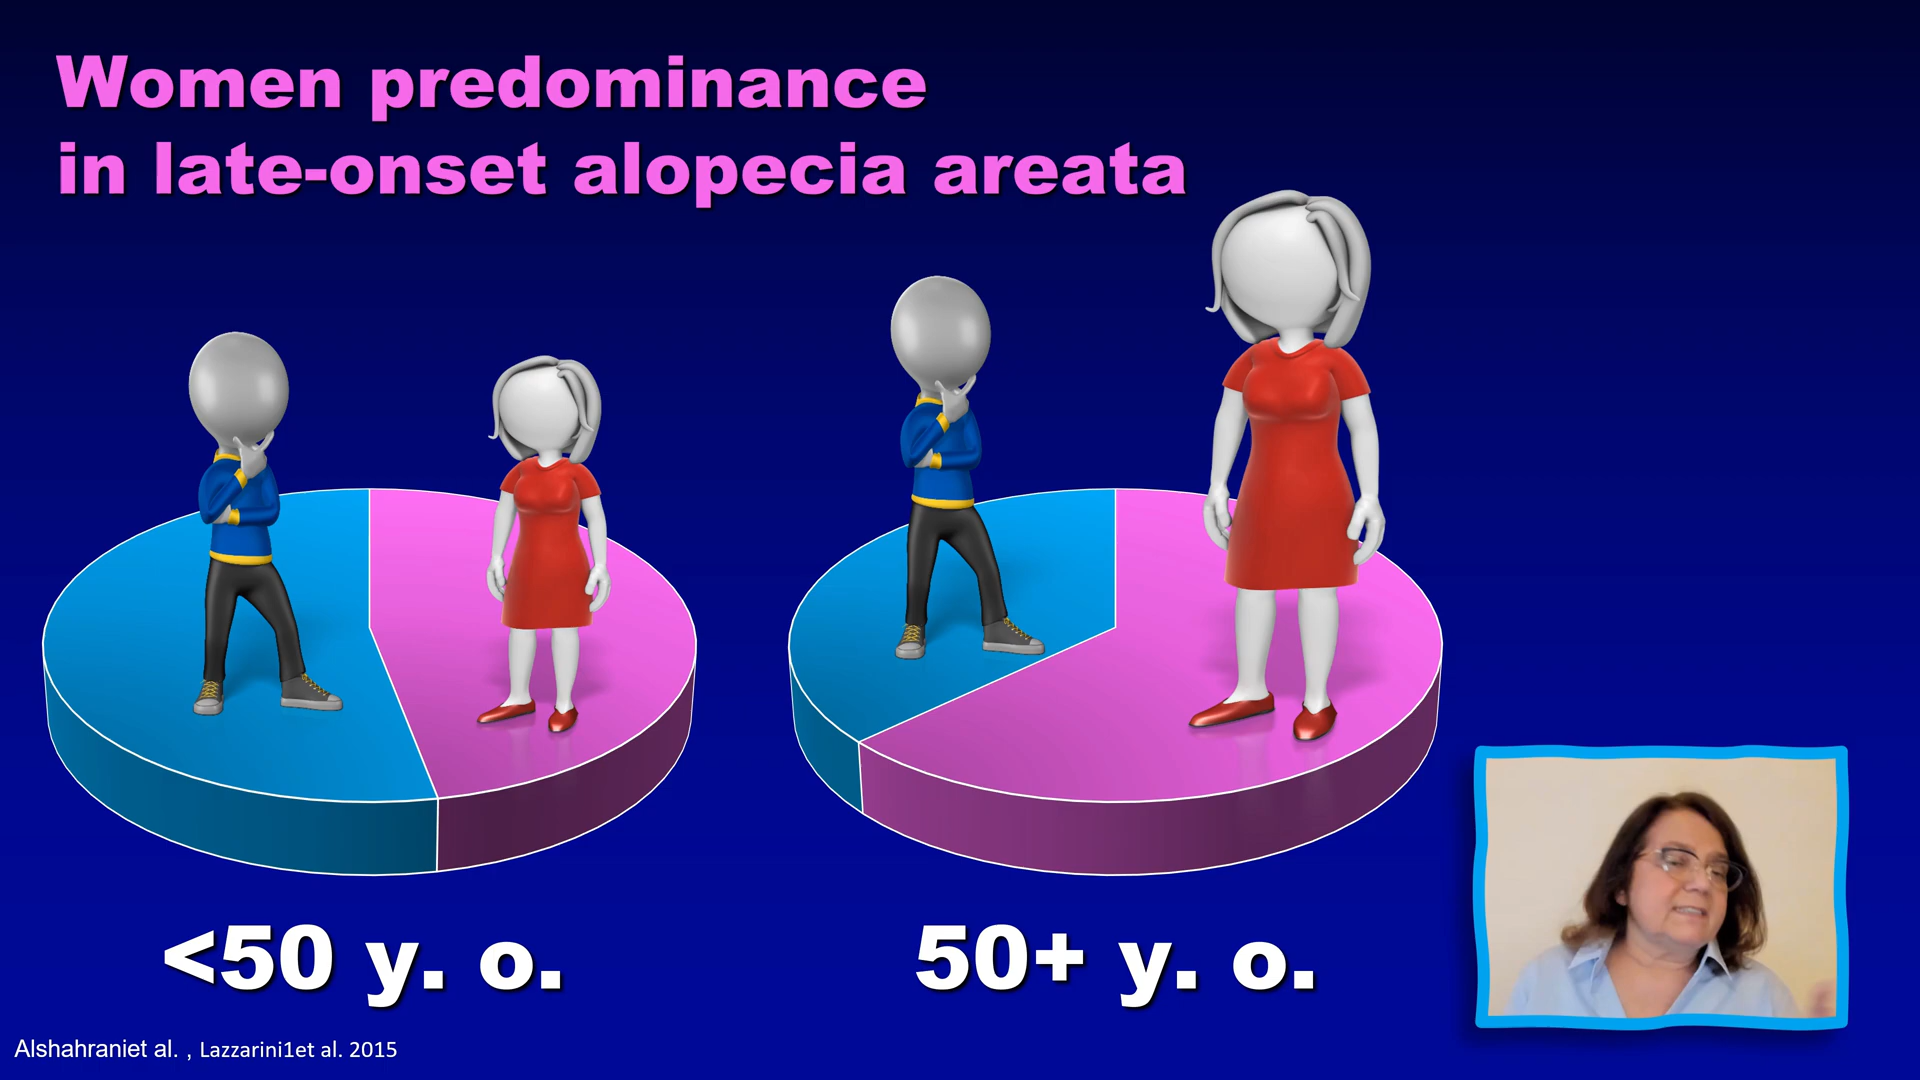 Women predominance
in late-onset alopecia areata
<50 y. o.
50+ y. o.
Alshahraniet al. , Lazzarini1et al. 2015